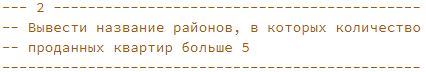 --- 2 --------------------------------------------
-- Вывести название районов, в которых количество
-- проданных квартир больше 5
--------------------------------------------------